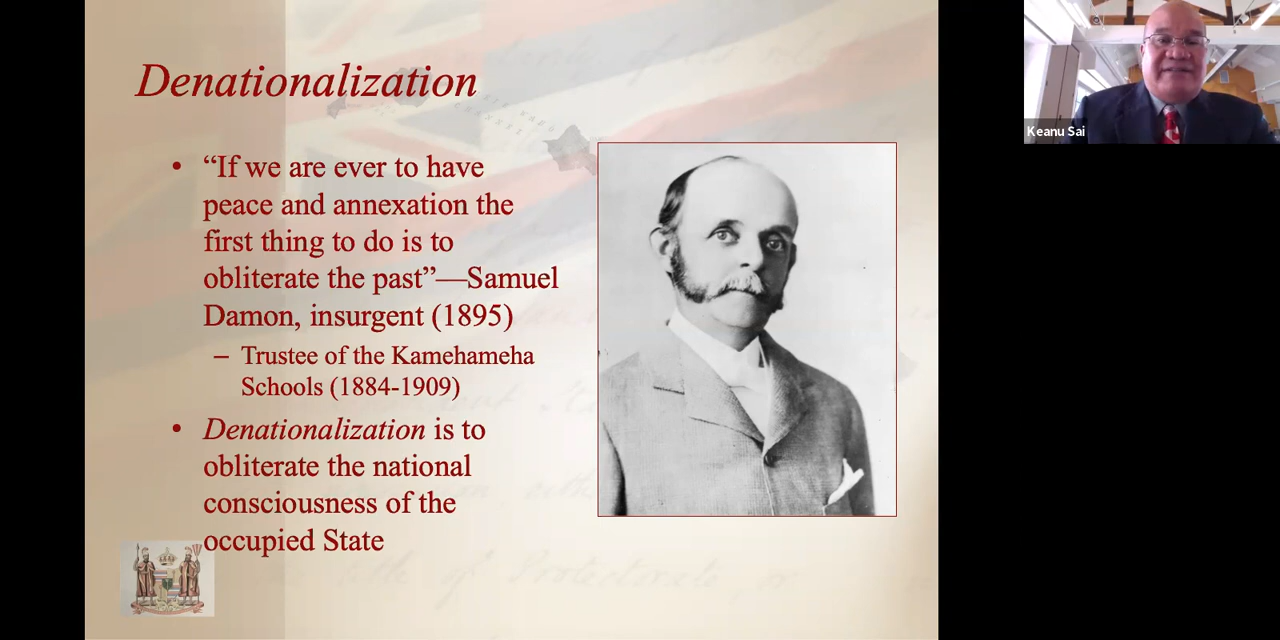 Denationalization
• “If we are ever to have
peace and annexation the
first thing to do is to
obliterate the past”—Samuel
Damon, insurgent (1895)
– Trustee of the Kamehameha
Schools (1884-1909)
• Denationalization is to
obliterate the national
consciousness of the
occupied State
Keanu Sai